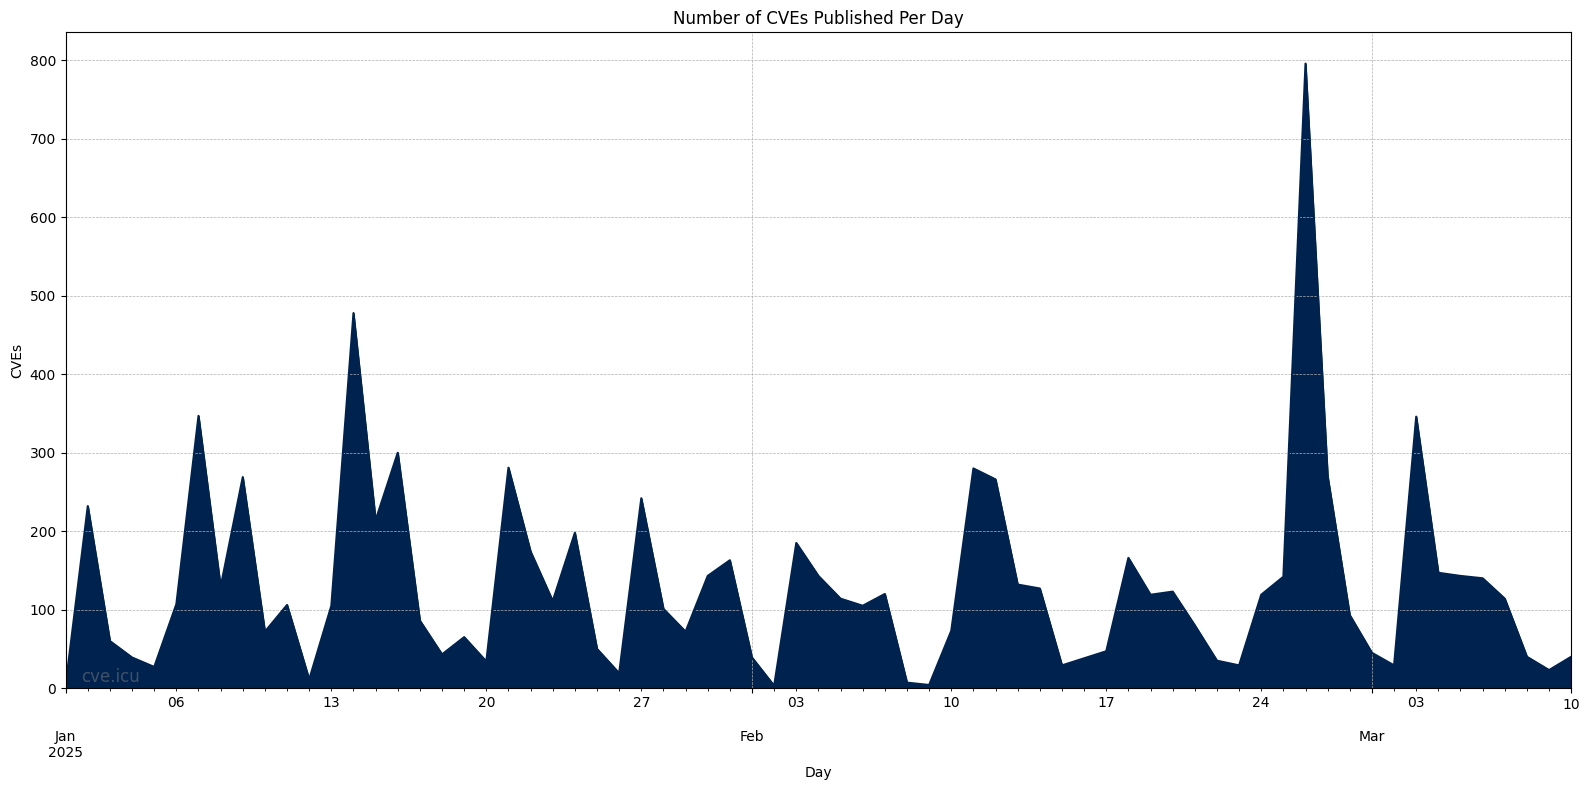 Number of CVEs Published Per Day
800
700
600
500
400
300
200
100
0
CVEs
cve.icu
06 13 20 27 03 10 17 24 03 10
Jan Feb Mar
2025
Day